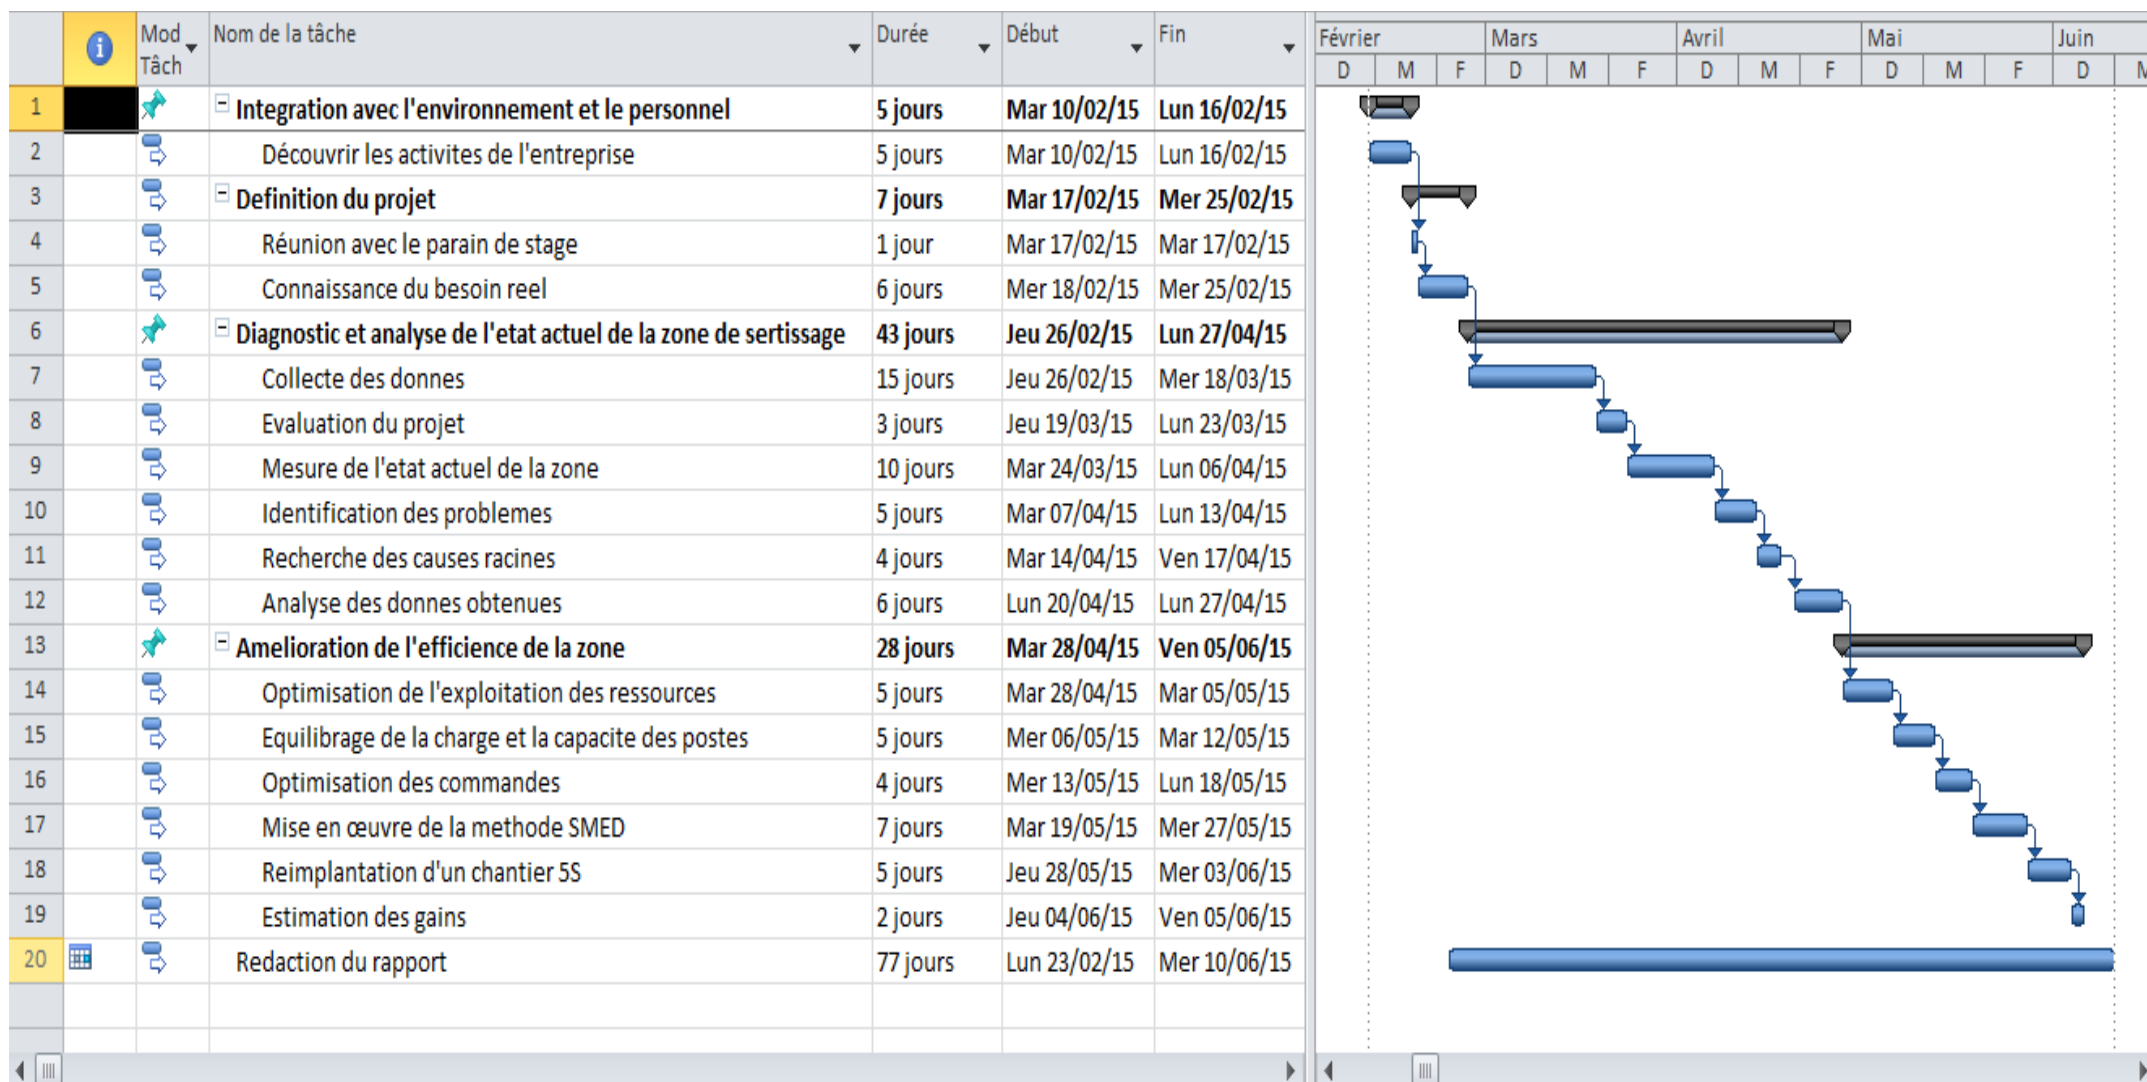 Mod Tâch Nom de la tâche Durée Début Fin
Février Mars Avril Mai Juin
D M F D M F D M F D M F D M
1 Integration avec l'environnement et le personnel 5 jours Mar 10/02/15 Lun 16/02/15
2 Découvrir les activites de l'entreprise 5 jours Mar 10/02/15 Lun 16/02/15
3 Definition du projet 7 jours Mar 17/02/15 Mer 25/02/15
4 Réunion avec le parain de stage 1 jour Mar 17/02/15 Mar 17/02/15
5 Connaissance du besoin reel 6 jours Mer 18/02/15 Mer 25/02/15
6 Diagnostic et analyse de l'etat actuel de la zone de sertissage 43 jours Jeu 26/02/15 Lun 27/04/15
7 Collecte des donnes 15 jours Jeu 26/02/15 Mer 18/03/15
8 Evaluation du projet 3 jours Jeu 19/03/15 Lun 23/03/15
9 Mesure de l'etat actuel de la zone 10 jours Mar 24/03/15 Lun 06/04/15
10 Identification des problemes 5 jours Mar 07/04/15 Lun 13/04/15
11 Recherche des causes racines 4 jours Mar 14/04/15 Ven 17/04/15
12 Analyse des donnes obtenues 6 jours Lun 20/04/15 Lun 27/04/15
13 Amelioration de l'efficience de la zone 28 jours Mar 28/04/15 Ven 05/06/15
14 Optimisation de l'exploitation des ressources 5 jours Mar 28/04/15 Mar 05/05/15
15 Equilibrage de la charge et la capacite des postes 5 jours Mer 06/05/15 Mar 12/05/15
16 Optimisation des commandes 4 jours Mer 13/05/15 Lun 18/05/15
17 Mise en œuvre de la methode SMED 7 jours Mar 19/05/15 Mer 27/05/15
18 Reimplantation d'un chantier 5S 5 jours Jeu 28/05/15 Mer 03/06/15
19 Estimation des gains 2 jours Jeu 04/06/15 Ven 05/06/15
20 Redaction du rapport 77 jours Lun 23/02/15 Mer 10/06/15